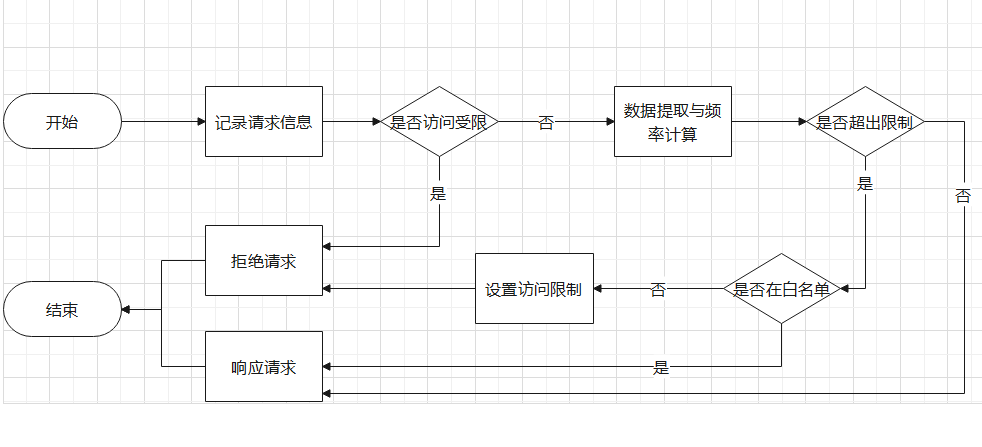 开始
记录请求信息
是否访问受限
否
数据提取与频
率计算
是否超出限制
是
是
否
拒绝请求
设置访问限制
否
是否在白名单
结束
响应请求
是